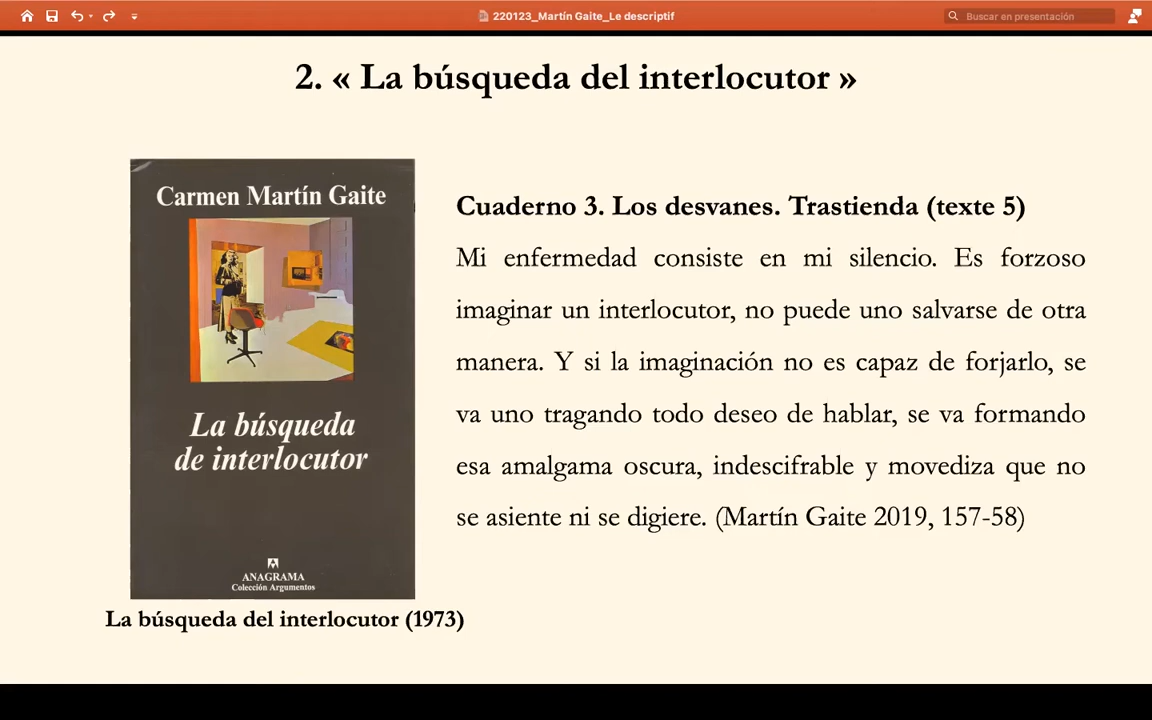 220123_Martín Gaite_Le descriptif
Buscar en presentación
2. « La búsqueda del interlocutor »
Carmen Martín Gaite
La búsqueda
de interlocutor
ANAGRAMA
Colección Argumentos
La búsqueda del interlocutor (1973)
Cuaderno 3. Los desvanes. Trastienda (texte 5)
Mi enfermedad consiste en mi silencio. Es forzoso
imaginar un interlocutor, no puede uno salvarse de otra
manera. Y si la imaginación no es capaz de forjarlo, se
va uno tragando todo deseo de hablar, se va formando
esa amalgama oscura, indescifrable y movediza que no
se asiente ni se digiere. (Martín Gaite 2019, 157-58)